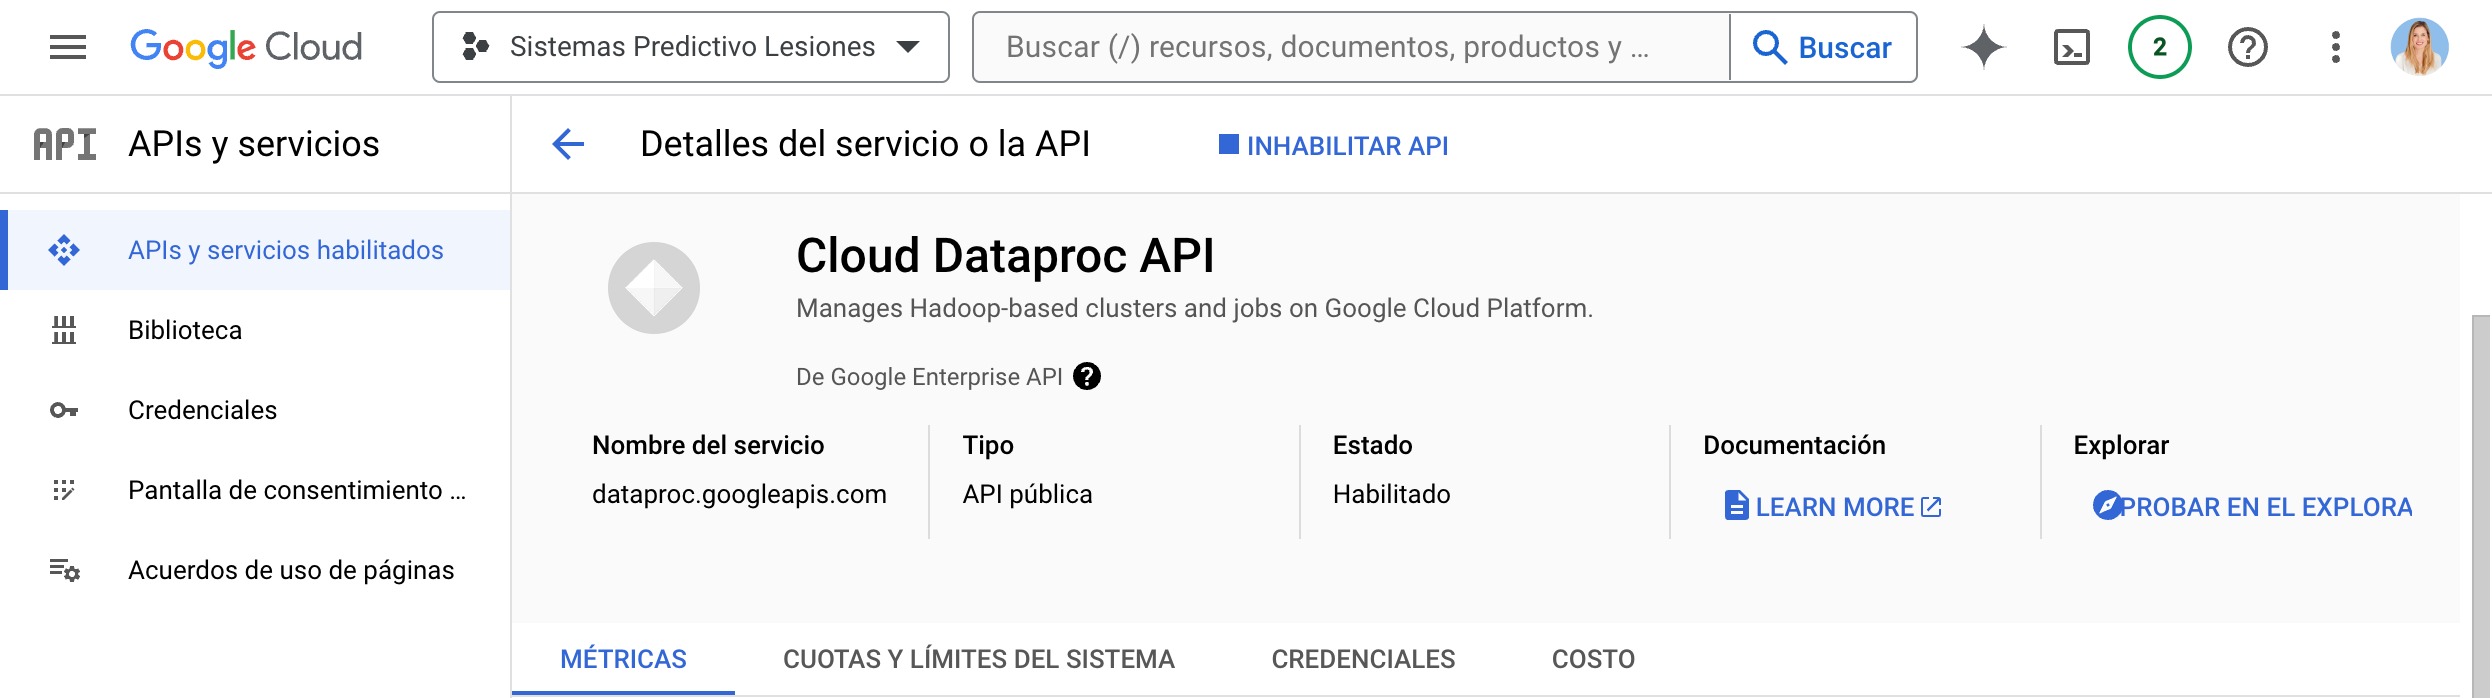 Google Cloud
Sistemas Predictivo Lesiones
Buscar (/) recursos, documentos, productos y ...
Buscar
2
API
APIs y servicios
Detalles del servicio o la API
INHABILITAR API
APIs y servicios habilitados
Biblioteca
Credenciales
Pantalla de consentimiento ...
Acuerdos de uso de páginas
Cloud Dataproc API
Manages Hadoop-based clusters and jobs on Google Cloud Platform.
De Google Enterprise API
Nombre del servicio
dataproc.googleapis.com
Tipo
API pública
Estado
Habilitado
Documentación
LEARN MORE
Explorar
PROBAR EN EL EXPLORA
MÉTRICAS
CUOTAS Y LÍMITES DEL SISTEMA
CREDENCIALES
COSTO